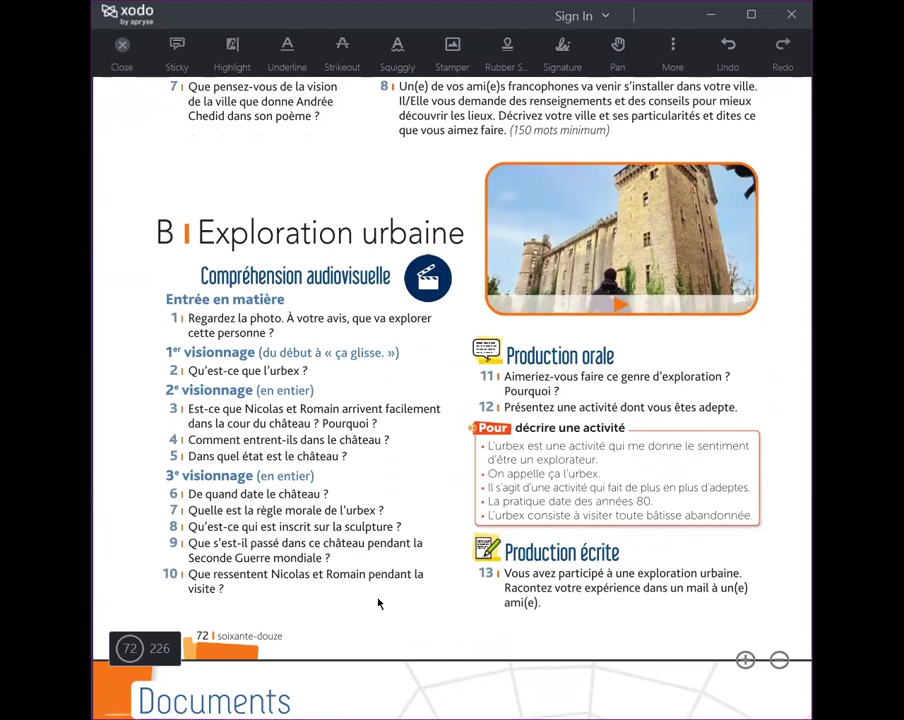 xodo
by apryse
Sign In
Close
Sticky
Highlight
Underline
Strikeout
Squiggly
Stamper
Rubber S...
Signature
Pan
More
Undo
Redo
7 Que pensez-vous de la vision
de la ville que donne Andrée
Chedid dans son poème ?
8 Un(e) de vos ami(e)s francophones va venir s'installer dans votre ville.
Il/Elle vous demande des renseignements et des conseils pour mieux
découvrir les lieux. Décrivez votre ville et ses particularités et dites ce
que vous aimez faire. (150 mots minimum)
B Exploration urbaine
Compréhension audiovisuelle
Entrée en matière
1 Regardez la photo. À votre avis, que va explorer
cette personne ?
1er visionnage (du début à « ça glisse. »)
2 Qu'est-ce que l'urbex ?
2e visionnage (en entier)
3 Est-ce que Nicolas et Romain arrivent facilement
dans la cour du château ? Pourquoi ?
4 Comment entrent-ils dans le château ?
5 Dans quel état est le château ?
3e visionnage (en entier)
6 De quand date le château ?
7 Quelle est la règle morale de l'urbex ?
8 Qu'est-ce qui est inscrit sur la sculpture ?
9 Que s'est-il passé dans ce château pendant la
Seconde Guerre mondiale ?
10 Que ressentent Nicolas et Romain pendant la
visite ?
Production orale
11 Aimeriez-vous faire ce genre d'exploration ?
Pourquoi ?
12 Présentez une activité dont vous êtes adepte.
Pour décrire une activité
• L'urbex est une activité qui me donne le sentiment
d'être un explorateur.
• On appelle ça l'urbex.
• Il s'agit d'une activité qui fait de plus en plus d'adeptes.
• La pratique date des années 80.
• L'urbex consiste à visiter toute bâtisse abandonnée.
Production écrite
13 Vous avez participé à une exploration urbaine.
Racontez votre expérience dans un mail à un(e)
ami(e).
72 soixante-douze
72 226
Documents